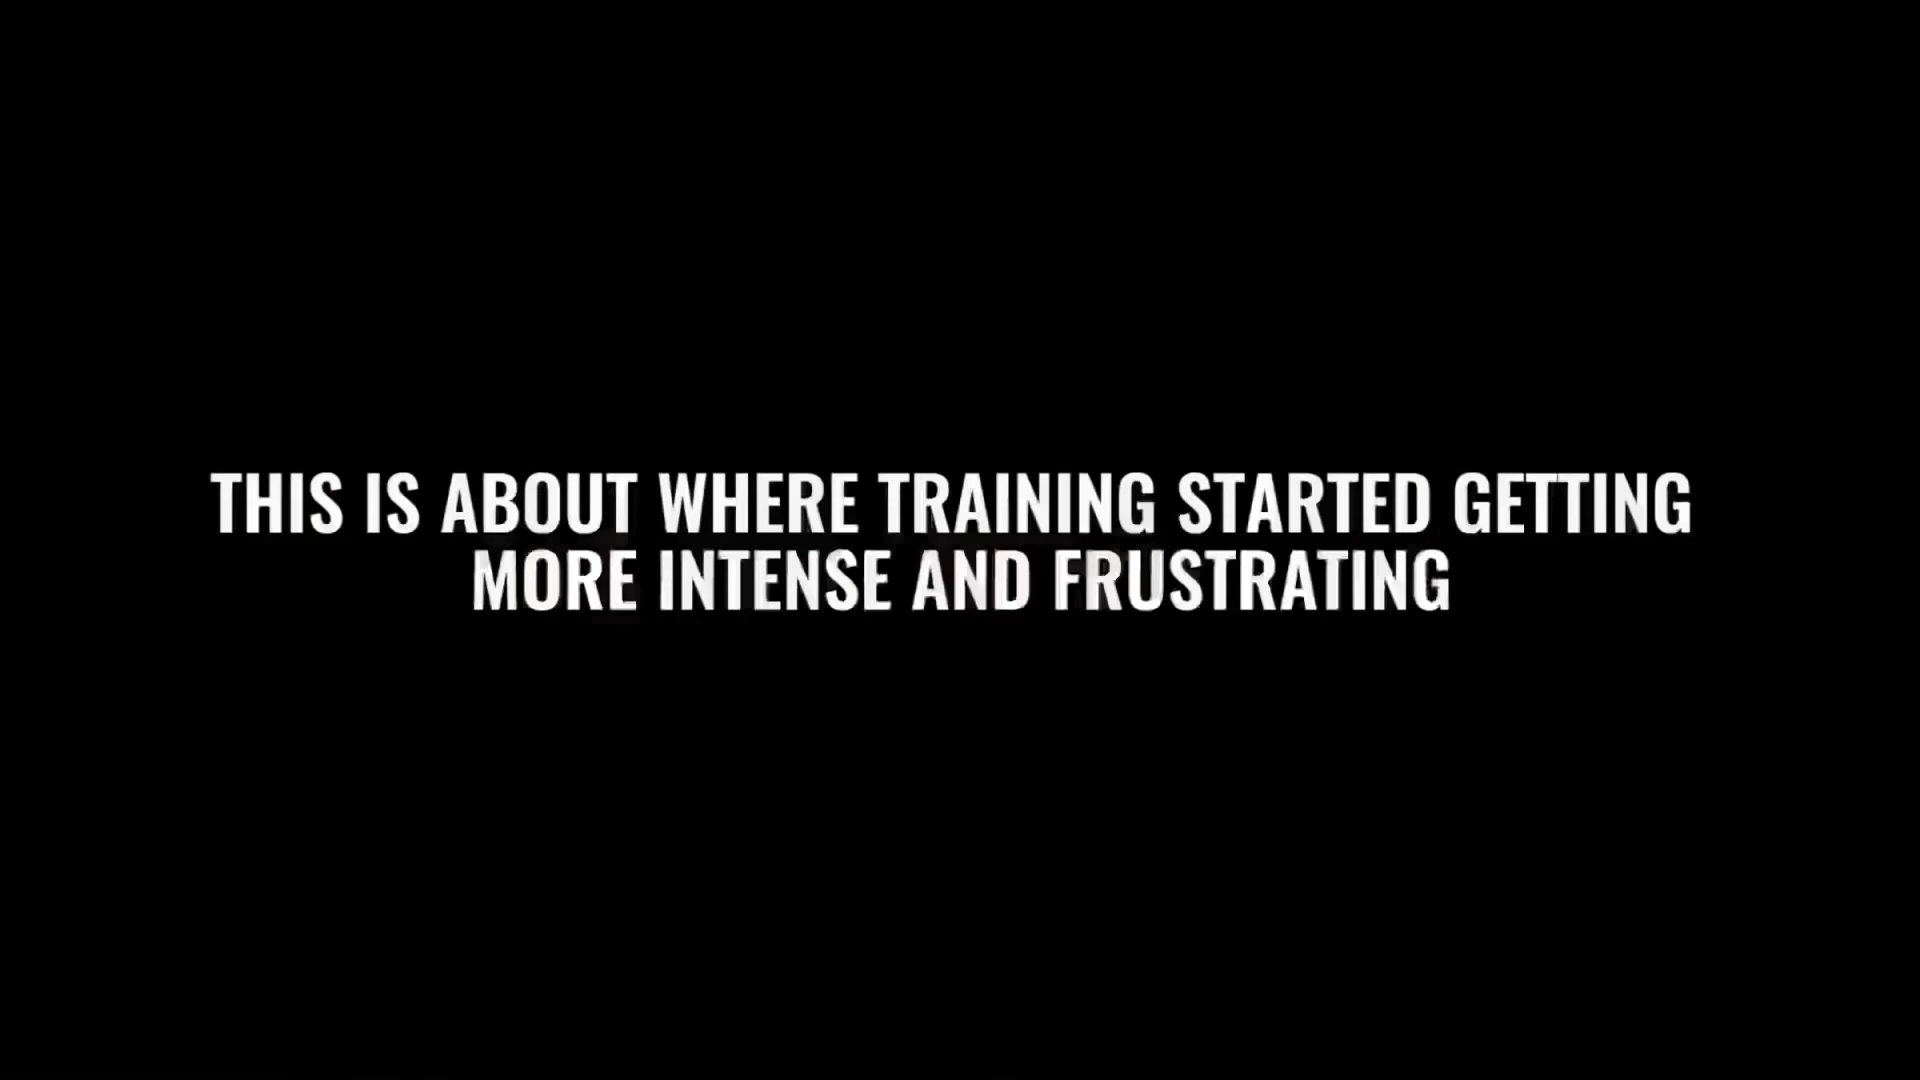 THIS IS ABOUT WHERE TRAINING STARTED GETTING
MORE INTENSE AND FRUSTRATING